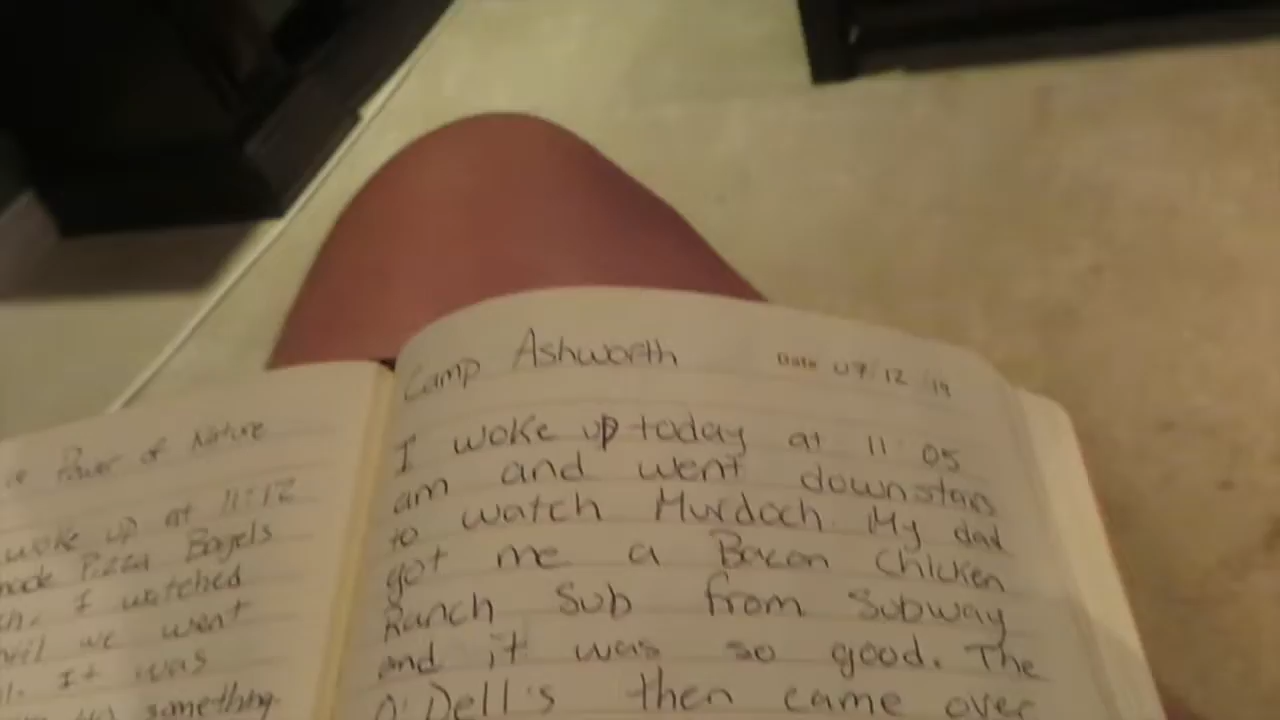 Power of Nature
woke up at 11:12
made Pizza Bagels
I watched
we went
It was
something
Camp Ashworth Date 07/12/19
I woke up today at 11 05
am and went downstairs
to watch Murdoch My dad
got me a Bacon Chicken
Ranch Sub from Subway
and it was so good. The
O'Dell's then came over